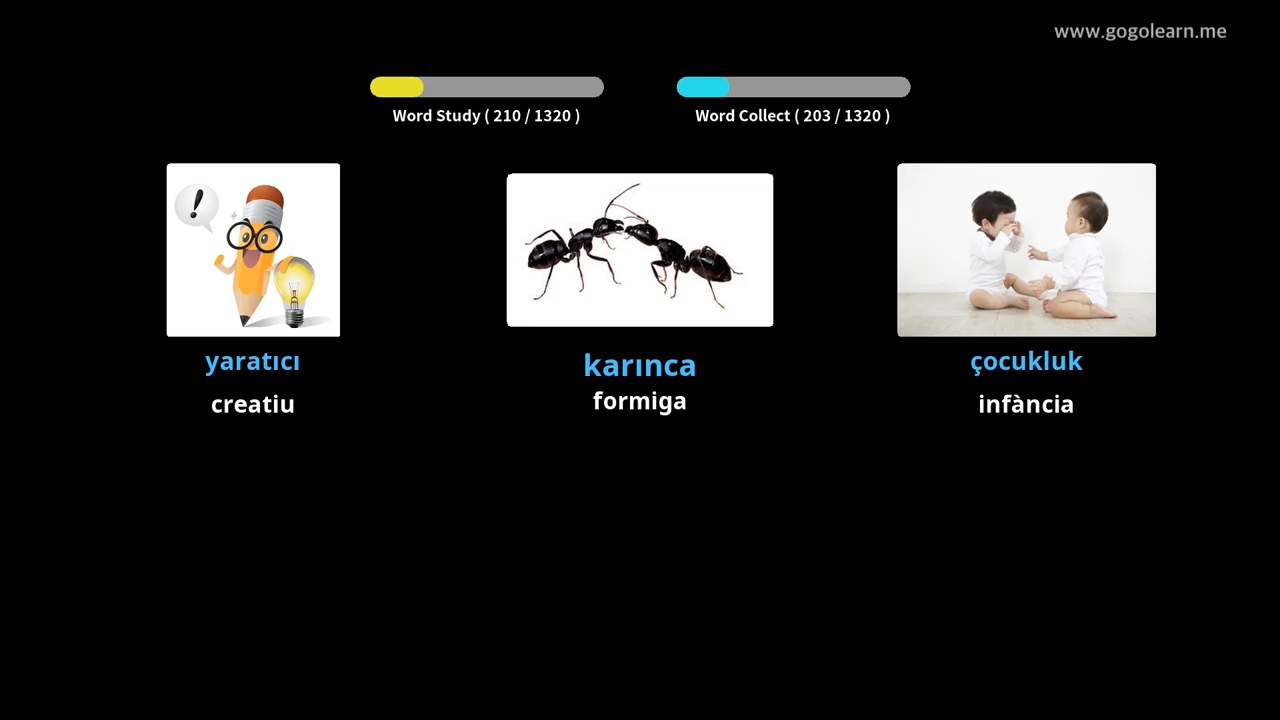 www.gogolearn.me
Word Study ( 210 / 1320 )
Word Collect ( 203 / 1320 )
!
yaratıcı
creatiu
karınca
formiga
çocukluk
infància